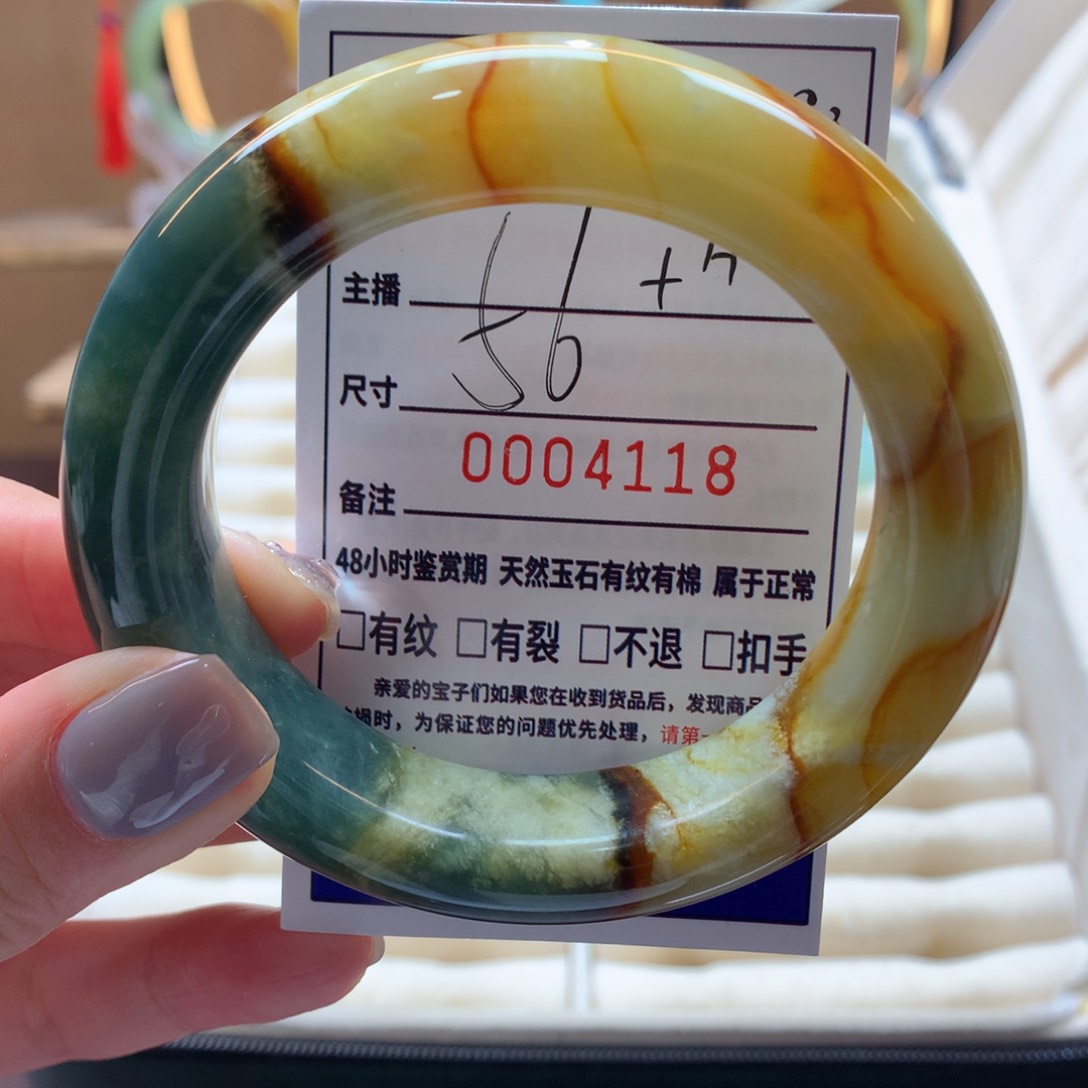 主播
尺寸 56
0004118
备注
48小时鉴赏期 天然玉石有纹有棉 属于正常
□有纹 □有裂 □不退 □扣手
亲爱的宝子们如果您在收到货品后，发现商品
损时，为保证您的问题优先处理，请第一